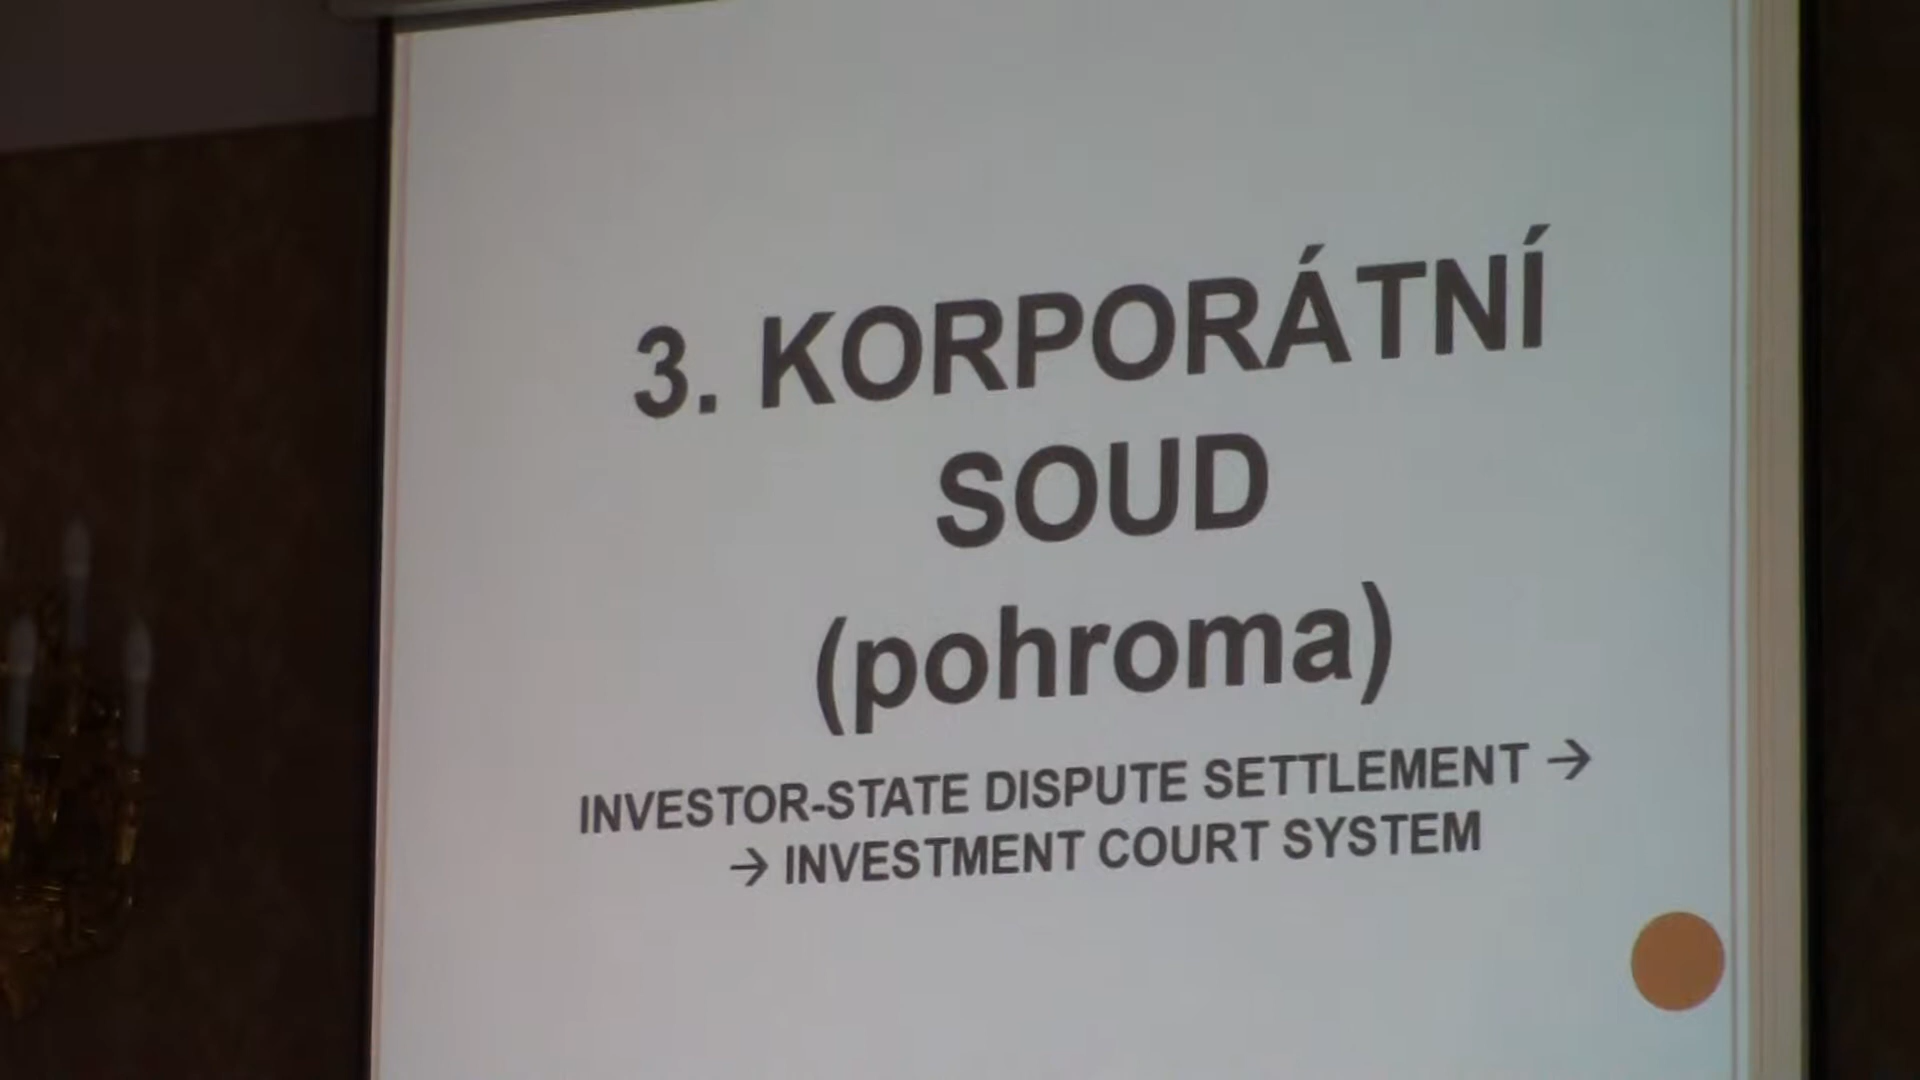 3. KORPORÁTNÍ
SOUD
(pohroma)
INVESTOR-STATE DISPUTE SETTLEMENT →
→ INVESTMENT COURT SYSTEM